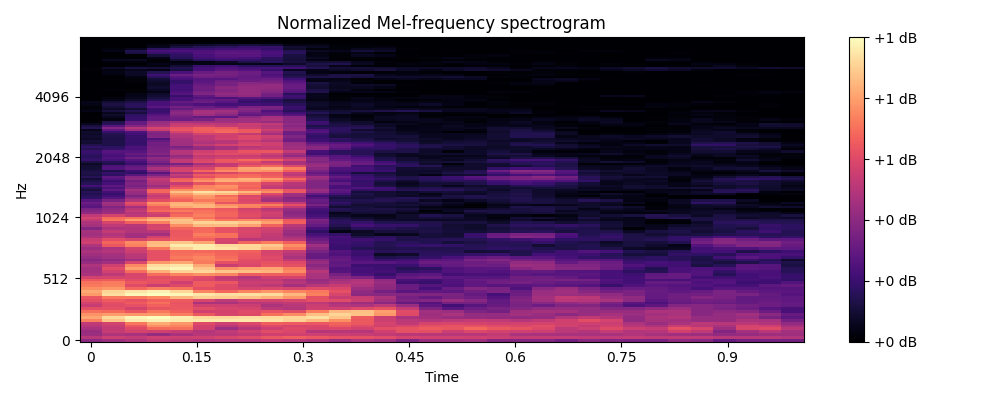 Normalized Mel-frequency spectrogram
Hz
4096
2048
1024
512
0
0 0.15 0.3 0.45 0.6 0.75 0.9
Time
+1 dB
+1 dB
+1 dB
+0 dB
+0 dB
+0 dB